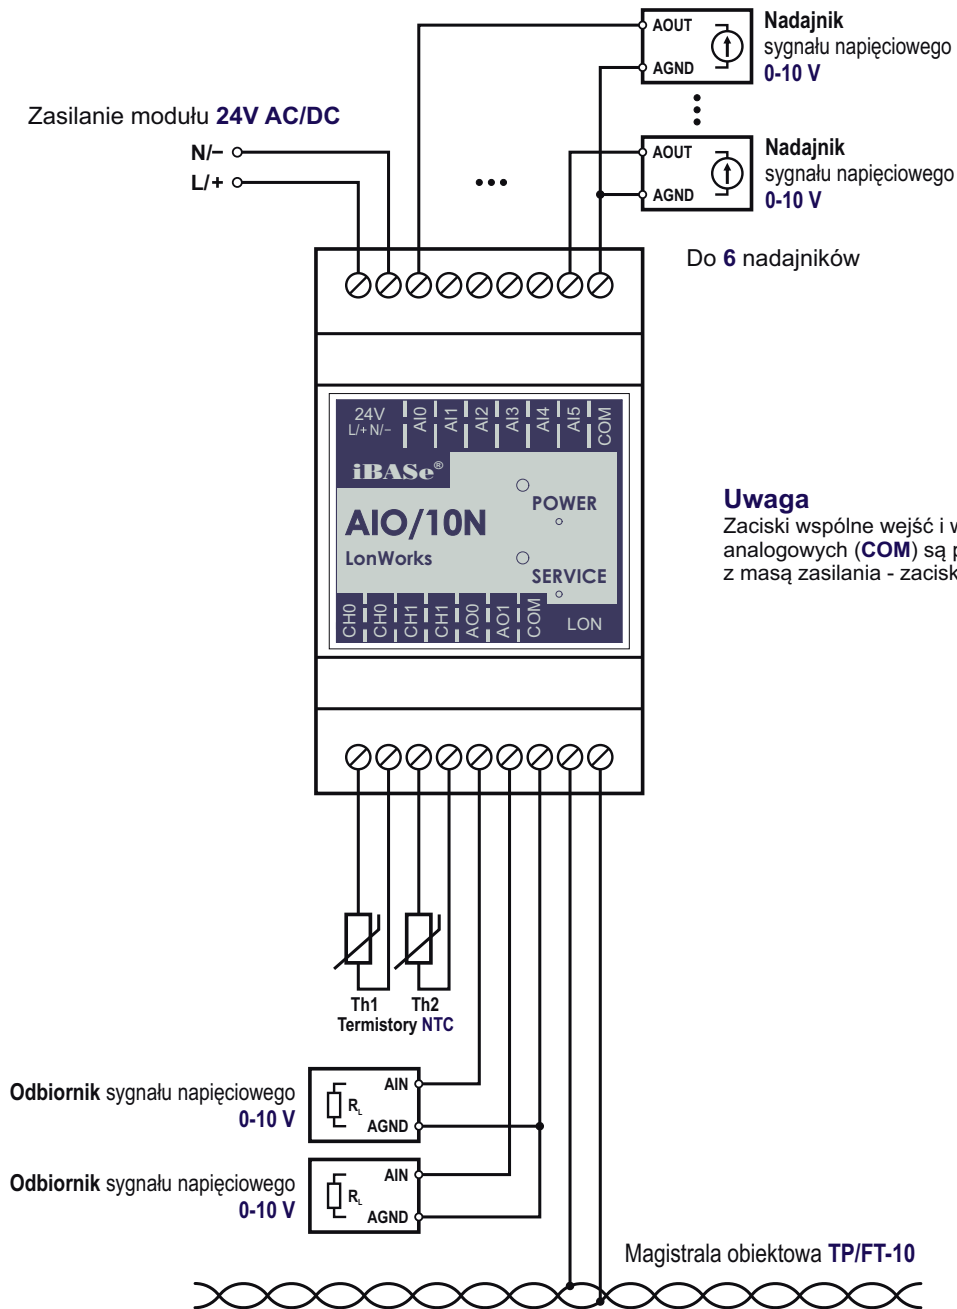 AOUT
AGND
Nadajnik
sygnału napięciowego
0-10 V
Zasilanie modułu 24V AC/DC
N/–
L/+
AOUT
AGND
Nadajnik
sygnału napięciowego
0-10 V
Do 6 nadajników
24V
L/+ N/–
AI0
AI1
AI2
AI3
AI4
AI5
COM
iBASe®
AIO/10N
LonWorks
POWER
SERVICE
CH0
CH0
CH1
CH1
AO0
AO1
COM
LON
Uwaga
Zaciski wspólne wejść i
analogowych (COM) są
z masą zasilania - zacisk
Th1
Th2
Termistory NTC
Odbiornik sygnału napięciowego
0-10 V
RL
AIN
AGND
Odbiornik sygnału napięciowego
0-10 V
RL
AIN
AGND
Magistrala obiektowa TP/FT-10